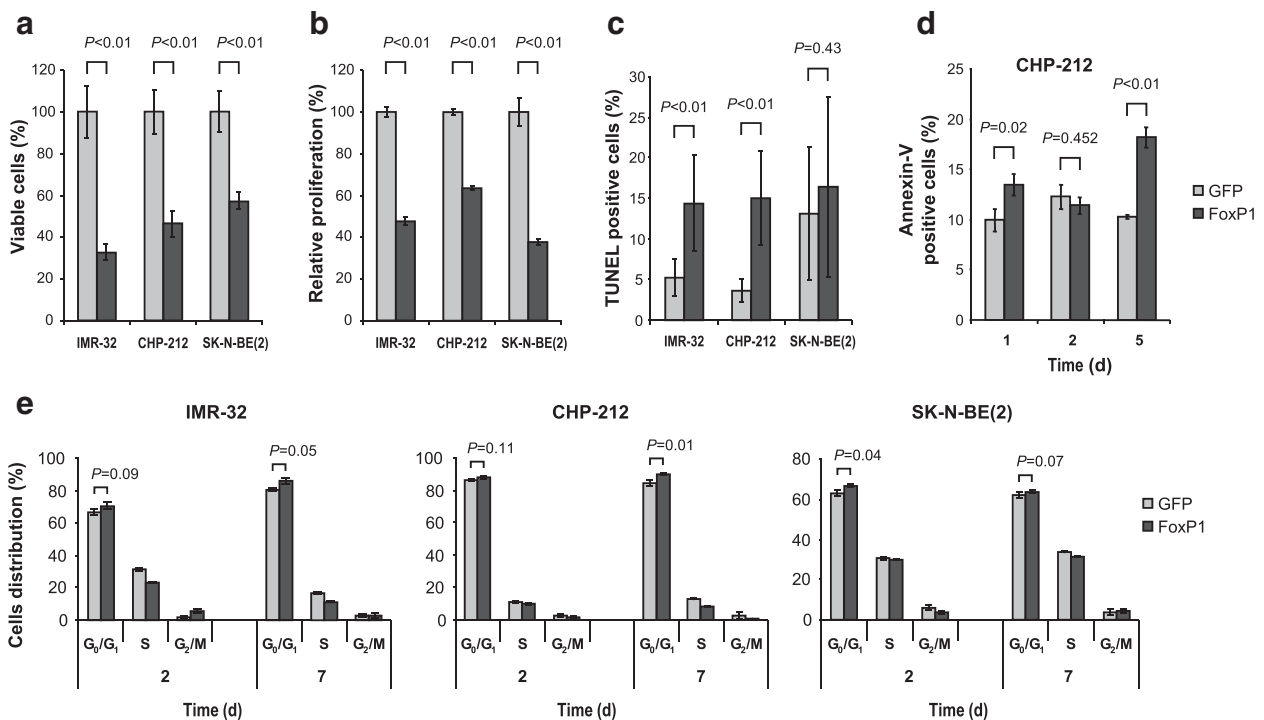 a
P<0.01 P<0.01 P<0.01
Viable cells (%)
120
100
80
60
40
20
0
IMR-32 CHP-212 SK-N-BE(2)
b
P<0.01 P<0.01 P<0.01
Relative proliferation (%)
120
100
80
60
40
20
0
IMR-32 CHP-212 SK-N-BE(2)
c
P=0.43
P<0.01 P<0.01
TUNEL positive cells (%)
30
25
20
15
10
5
0
IMR-32 CHP-212 SK-N-BE(2)
d
CHP-212
P<0.01
P=0.02 P=0.452
Annexin-V
positive cells (%)
25
20
15
10
5
0
1 2 5
Time (d)
GFP
FoxP1
e
IMR-32
P=0.09 P=0.05
Cells distribution (%)
100
80
60
40
20
0
G₀/G₁ S G₂/M G₀/G₁ S G₂/M
2 7
Time (d)
CHP-212
P=0.11 P=0.01
100
80
60
40
20
0
G₀/G₁ S G₂/M G₀/G₁ S G₂/M
2 7
Time (d)
SK-N-BE(2)
P=0.04 P=0.07
80
60
40
20
0
G₀/G₁ S G₂/M G₀/G₁ S G₂/M
2 7
Time (d)
GFP
FoxP1